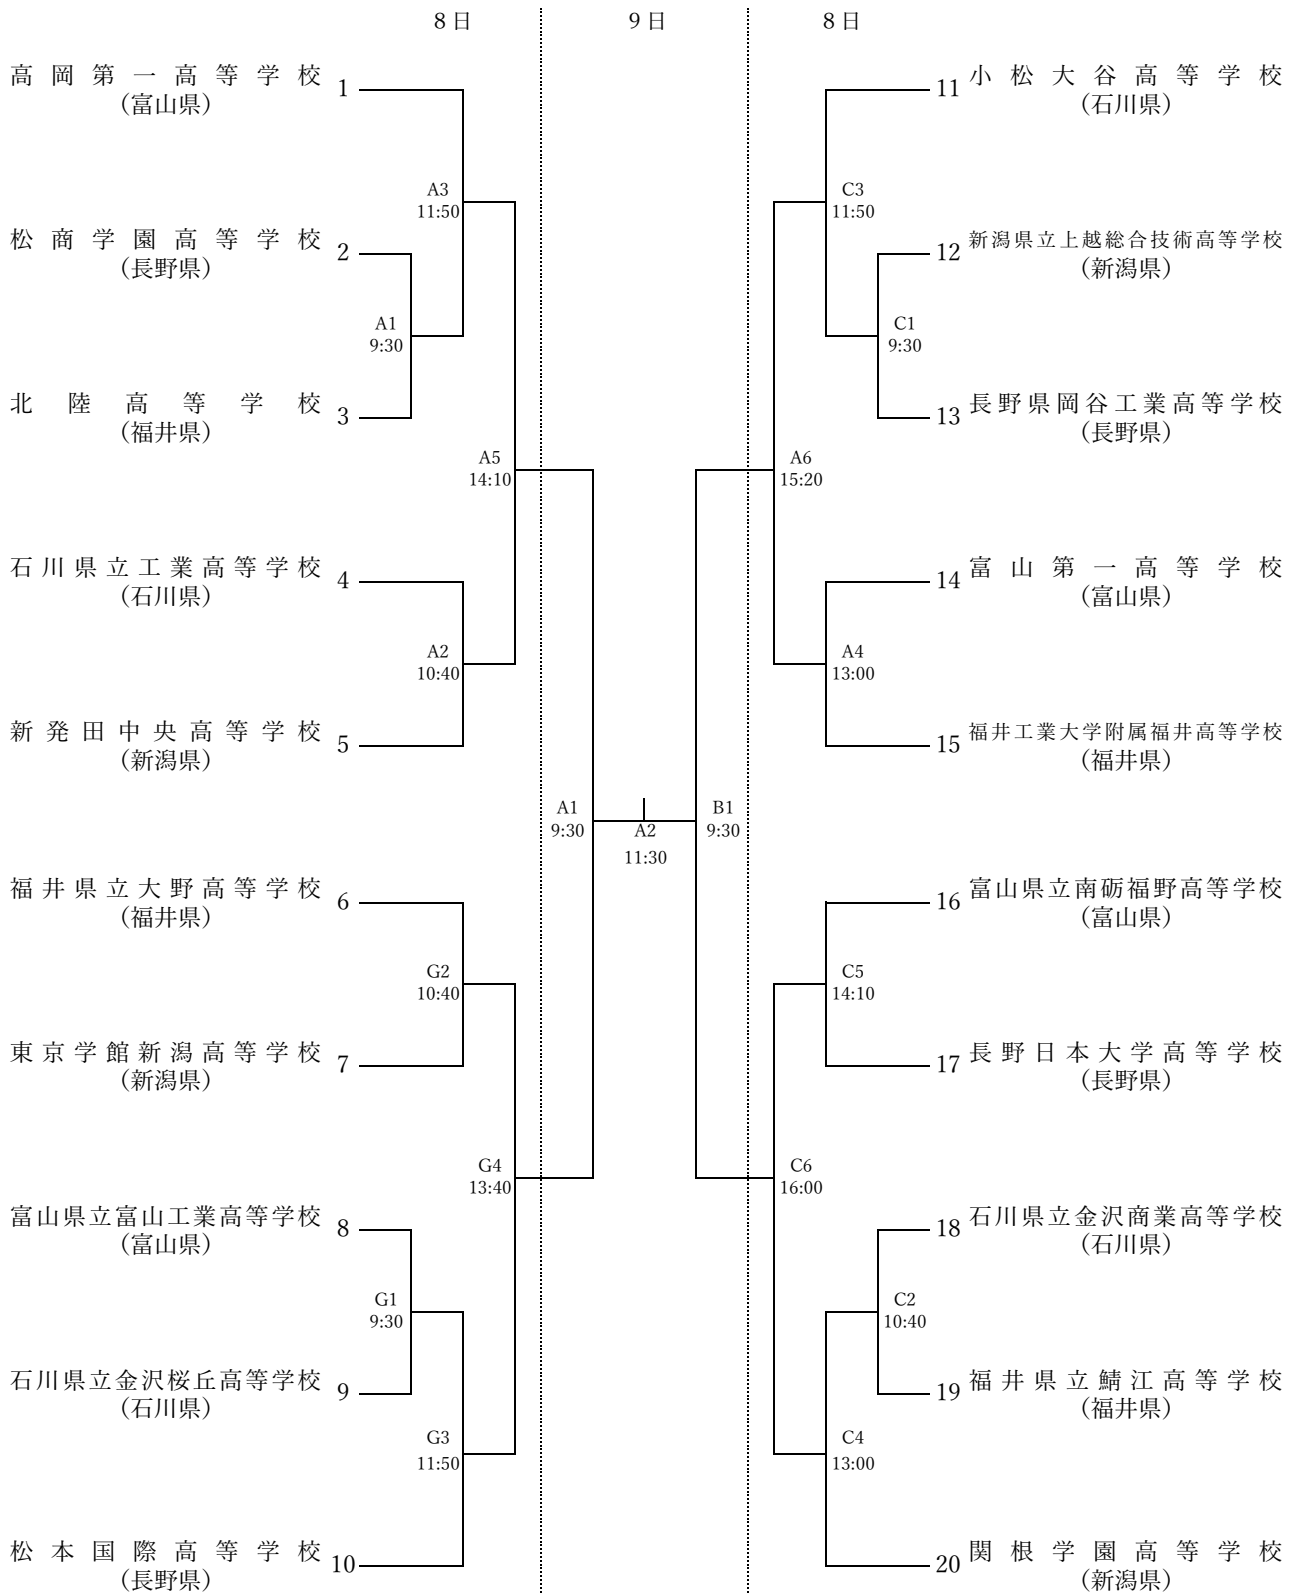 8日
9日
8日
高岡第一高等学校 1
（富山県）
A3
11:50
松商学園高等学校 2
（長野県）
A1
9:30
北陸高等学校 3
（福井県）
A5
14:10
石川県立工業高等学校 4
（石川県）
A2
10:40
新発田中央高等学校 5
（新潟県）
A1
9:30
A2
11:30
B1
9:30
福井県立大野高等学校 6
（福井県）
G2
10:40
東京学館新潟高等学校 7
（新潟県）
G4
13:40
富山県立富山工業高等学校 8
（富山県）
G1
9:30
石川県立金沢桜丘高等学校 9
（石川県）
G3
11:50
松本国際高等学校 10
（長野県）
11 小松大谷高等学校
（石川県）
C3
11:50
12 新潟県立上越総合技術高等学校
（新潟県）
C1
9:30
13 長野県岡谷工業高等学校
（長野県）
A6
15:20
14 富山第一高等学校
（富山県）
A4
13:00
15 福井工業大学附属福井高等学校
（福井県）
16 富山県立南砺福野高等学校
（富山県）
C5
14:10
17 長野日本大学高等学校
（長野県）
C6
16:00
18 石川県立金沢商業高等学校
（石川県）
C2
10:40
19 福井県立鯖江高等学校
（福井県）
C4
13:00
20 関根学園高等学校
（新潟県）